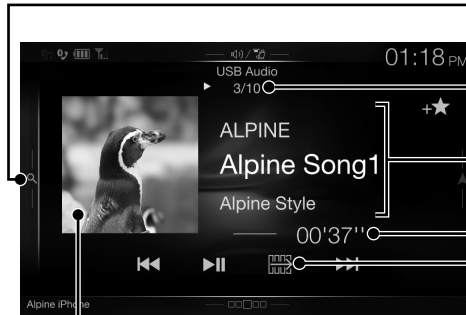 01:18 PM
USB Audio
3/10
ALPINE
Alpine Song1
Alpine Style
00'37''
Alpine iPhone